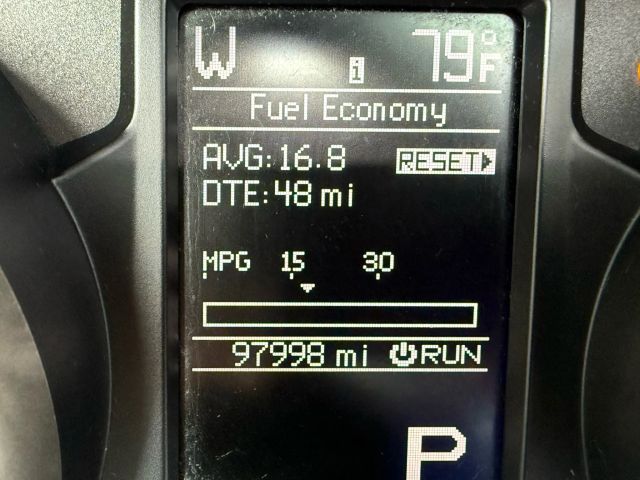 W i 79°F
Fuel Economy
AVG: 16.8 RESET
DTE: 48 mi
MPG 15 30
97998 mi RUN
P